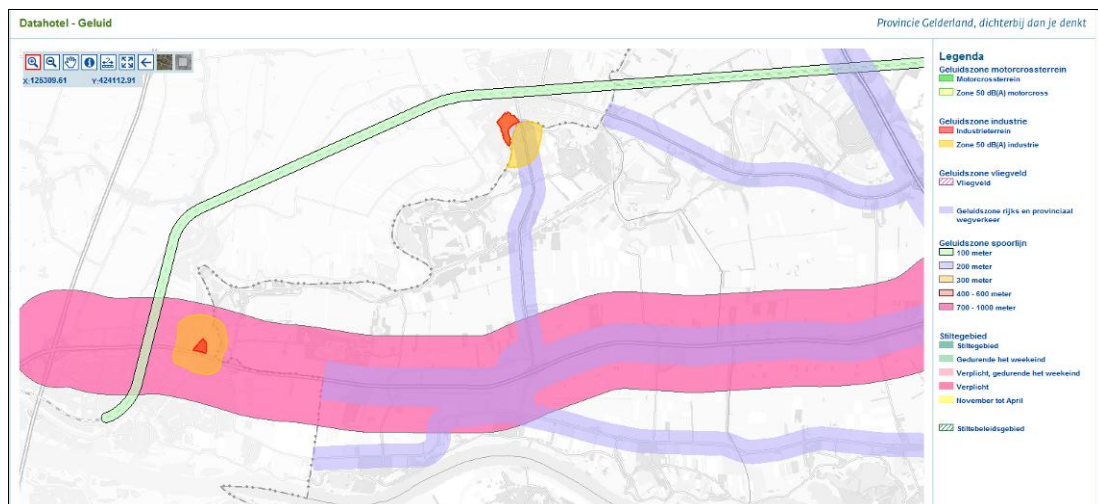 Datahotel - Geluid
Provincie Gelderland, dichterbij dan je denkt
X:125309.61 Y:424112.91
Legenda
Geluidszone motorcrossterrein
Motorcrossterrein
Zone 50 dB(A) motorcross
Geluidszone industrie
Industrieterrein
Zone 50 dB(A) industrie
Geluidszone vliegveld
Vliegveld
Geluidszone rijks en provinciaal
wegverkeer
Geluidszone spoorlijn
100 meter
200 meter
300 meter
400 - 600 meter
700 - 1000 meter
Stiltegebied
Stiltegebied
Gedurende het weekeind
Verplicht, gedurende het weekeind
Verplicht
November tot April
Stiltebeleidsgebied